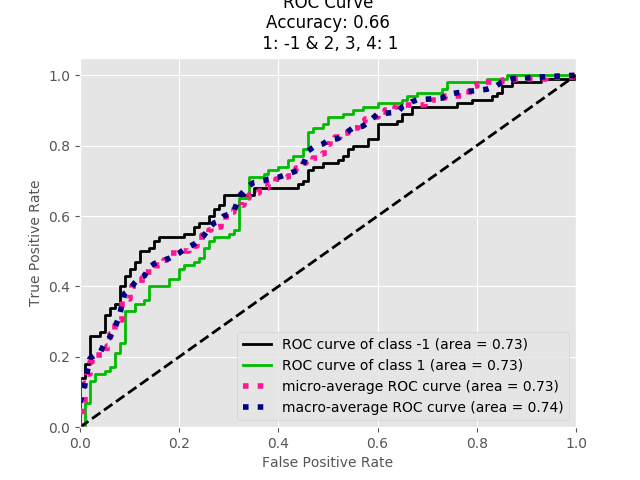 ROC Curve
Accuracy: 0.66
1: -1 & 2, 3, 4: 1
True Positive Rate
1.0
0.8
0.6
0.4
0.2
0.0
ROC curve of class -1 (area = 0.73)
ROC curve of class 1 (area = 0.73)
micro-average ROC curve (area = 0.73)
macro-average ROC curve (area = 0.74)
0.0 0.2 0.4 0.6 0.8 1.0
False Positive Rate